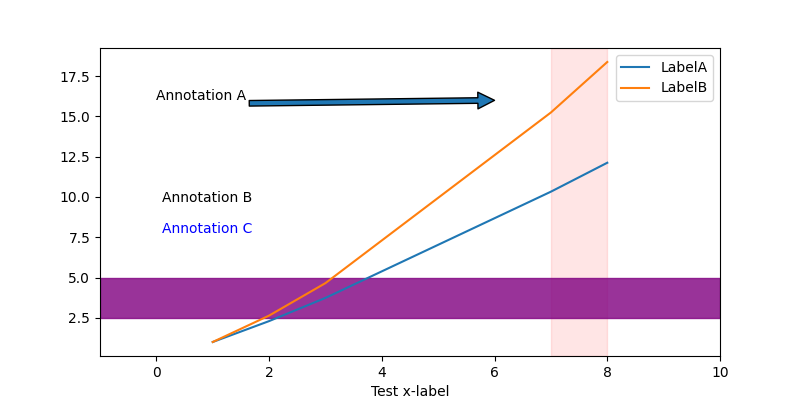 17.5
15.0
12.5
10.0
7.5
5.0
2.5
Annotation A
Annotation B
Annotation C
LabelA
LabelB
0
2
4
6
8
10
Test x-label